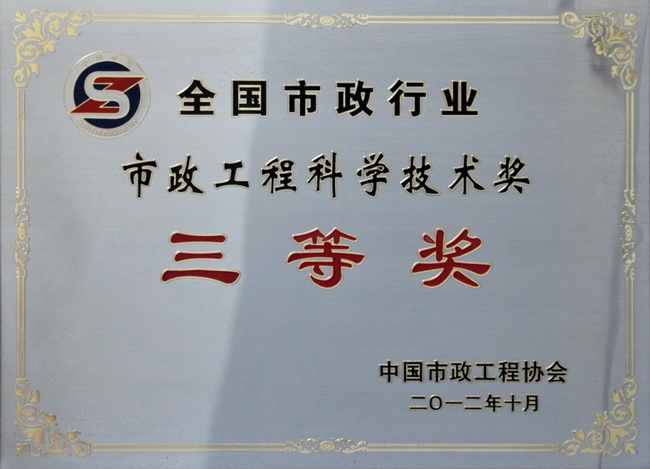 全国市政行业
市政工程科学技术奖
三等奖
中国市政工程协会
二〇一二年十月